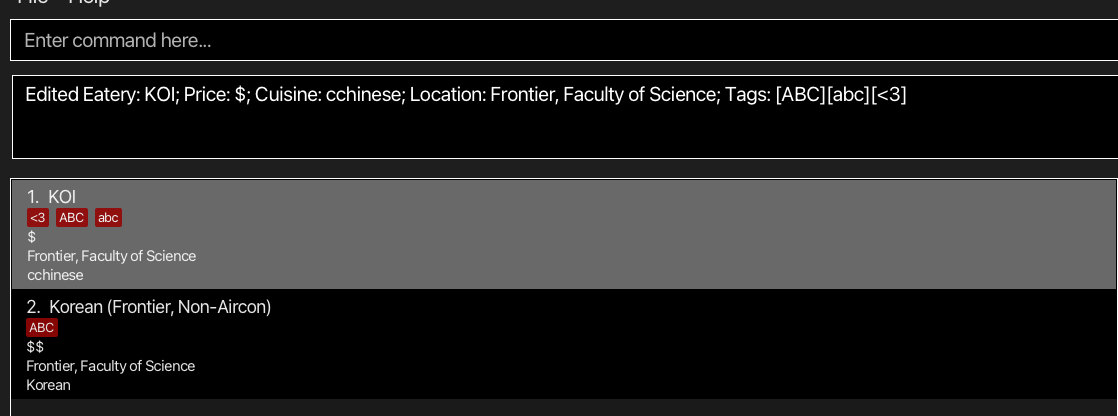 File Help
Enter command here...
Edited Eatery: KOI; Price: $; Cuisine: cchinese; Location: Frontier, Faculty of Science; Tags: [ABC][abc][<3]
1. KOI
<3 ABC abc
$
Frontier, Faculty of Science
cchinese
2. Korean (Frontier, Non-Aircon)
ABC
$$
Frontier, Faculty of Science
Korean